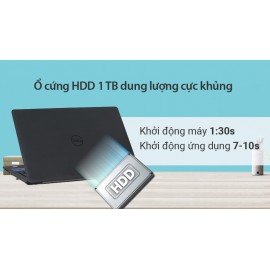 Ổ cứng HDD 1 TB dung lượng cực khủng
Khởi động máy 1:30s
Khởi động ứng dụng 7-10s
DELL
HDD